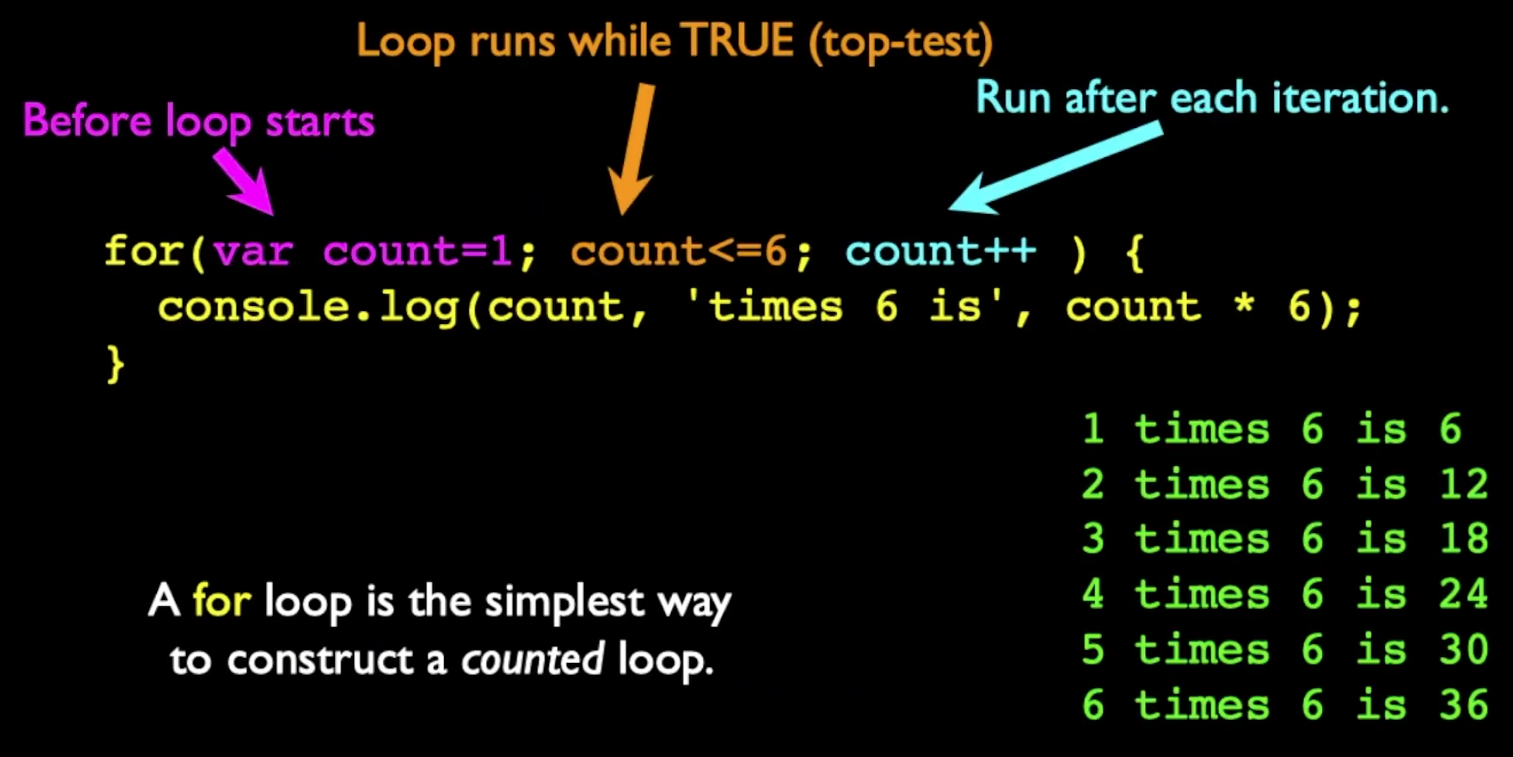 Loop runs while TRUE (top-test)
Before loop starts
Run after each iteration.
for(var count=1; count<=6; count++ ) {
console.log(count, 'times 6 is', count * 6);
}
1 times 6 is 6
2 times 6 is 12
3 times 6 is 18
4 times 6 is 24
5 times 6 is 30
6 times 6 is 36
A for loop is the simplest way
to construct a counted loop.